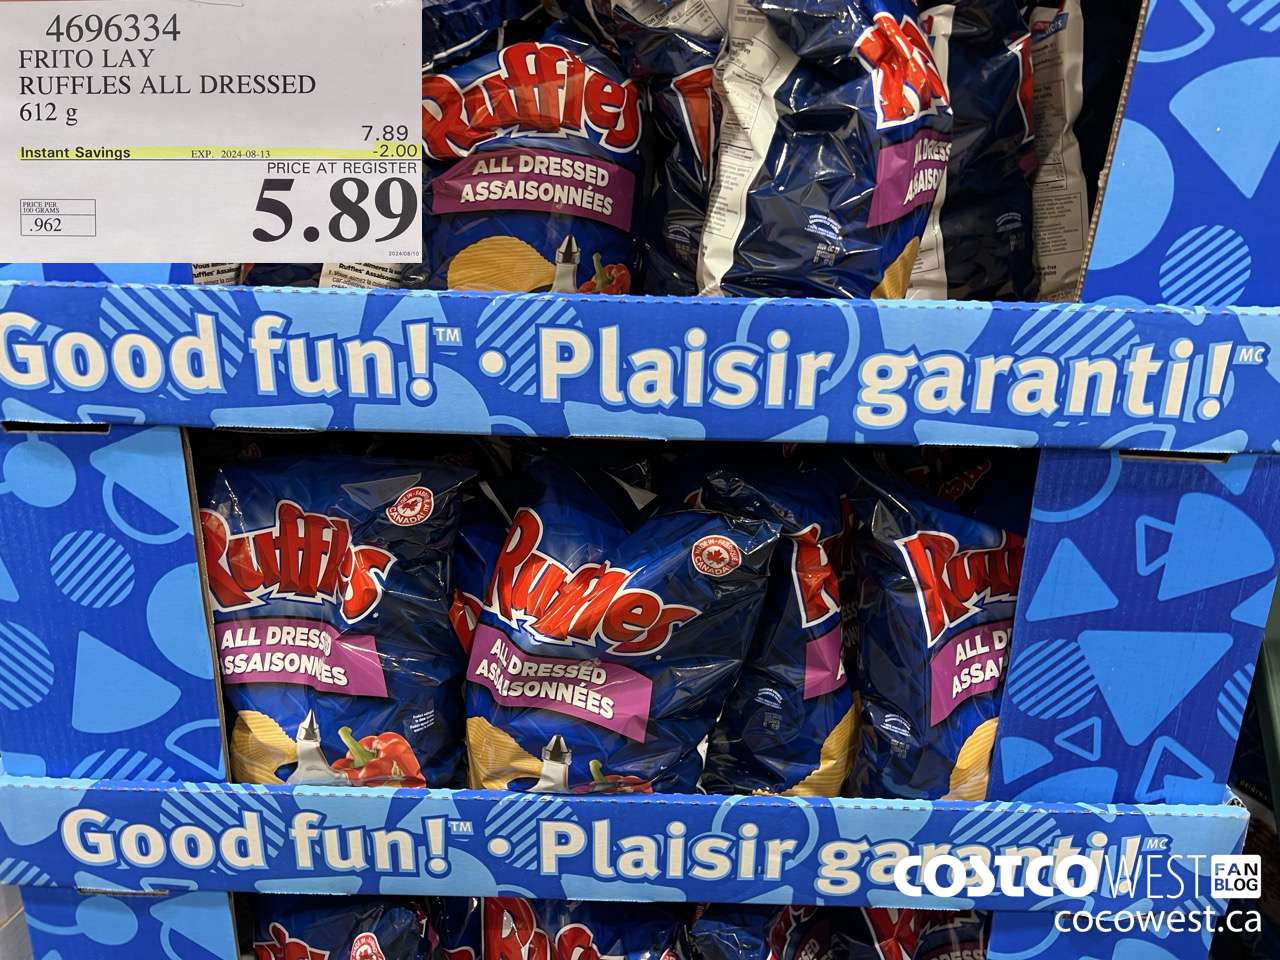 4696334
FRITO LAY
RUFFLES ALL DRESSED
612 g
7.89
Instant Savings EXP. 2024-08-13 -2.00
PRICE AT REGISTER
5.89
PRICE PER
100 GRAMS
.962
2024/08/10
Ruffles
ALL DRESSED
ASSAISONNÉES
Good fun!™ • Plaisir garanti!MC
Ruffles
ALL DRESSED
ASSAISONNÉES
CANADA
Ruffles
ALL DRESSED
ASSAISONNÉES
CANADA
Good fun!™ • Plaisir garanti!MC
COSTCO WEST FAN BLOG
cocowest.ca